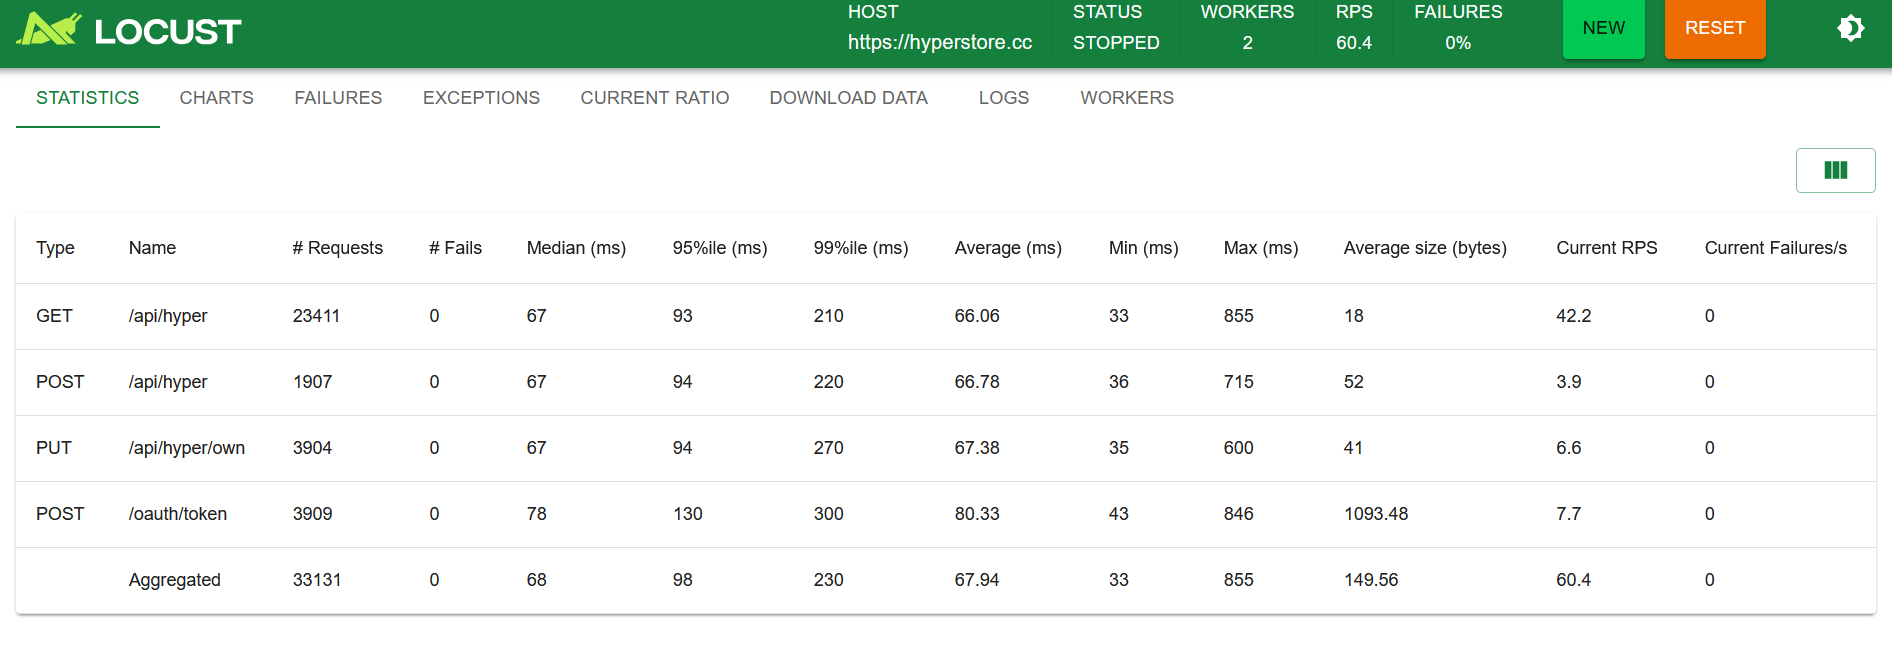 LOCUST
HOST
https://hyperstore.cc
STATUS
STOPPED
WORKERS
2
RPS
60.4
FAILURES
0%
NEW
RESET
STATISTICS CHARTS FAILURES EXCEPTIONS CURRENT RATIO DOWNLOAD DATA LOGS WORKERS
Type Name # Requests # Fails Median (ms) 95%ile (ms) 99%ile (ms) Average (ms) Min (ms) Max (ms) Average size (bytes) Current RPS Current Failures/s
GET /api/hyper 23411 0 67 93 210 66.06 33 855 18 42.2 0
POST /api/hyper 1907 0 67 94 220 66.78 36 715 52 3.9 0
PUT /api/hyper/own 3904 0 67 94 270 67.38 35 600 41 6.6 0
POST /oauth/token 3909 0 78 130 300 80.33 43 846 1093.48 7.7 0
Aggregated 33131 0 68 98 230 67.94 33 855 149.56 60.4 0